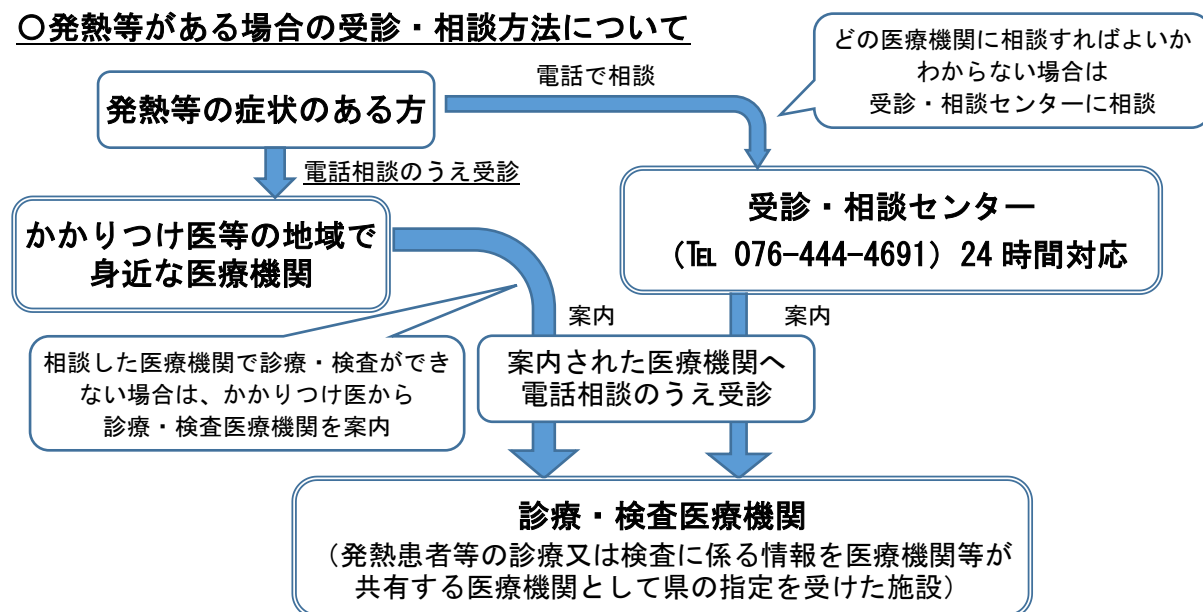 〇発熱等がある場合の受診・相談方法について
どの医療機関に相談すればよいか
わからない場合は
受診・相談センターに相談
電話で相談
発熱等の症状のある方
電話相談のうえ受診
受診・相談センター
（℡ 076-444-4691）24 時間対応
かかりつけ医等の地域で
身近な医療機関
案内
案内
相談した医療機関で診療・検査ができ
ない場合は、かかりつけ医から
診療・検査医療機関を案内
案内された医療機関へ
電話相談のうえ受診
診療・検査医療機関
（発熱患者等の診療又は検査に係る情報を医療機関等が
共有する医療機関として県の指定を受けた施設）